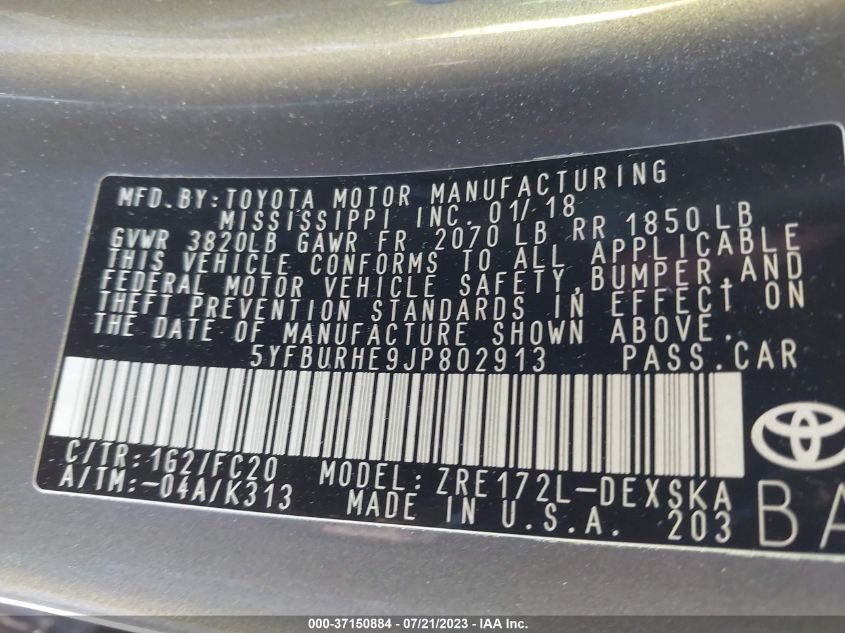 MFD.BY:TOYOTA MOTOR MANUFACTURING
MISSISSIPPI INC. 01/18
GVWR 3820LB GAWR FR 2070 LB RR 1850 LB
THIS VEHICLE CONFORMS TO ALL APPLICABLE
FEDERAL MOTOR VEHICLE SAFETY,BUMPER,AND
THEFT PREVENTION STANDARDS IN EFFECT ON
THE DATE OF MANUFACTURE SHOWN ABOVE.
5YFBURHE9JP802913 PASS.CAR
C/TR:1G2/FC20 MODEL:ZRE172L-DEXSKA
A/TM:-04A/K313 MADE IN U.S.A. 203
BA
000-37150884 / 07/21/2023 - IAA Inc.